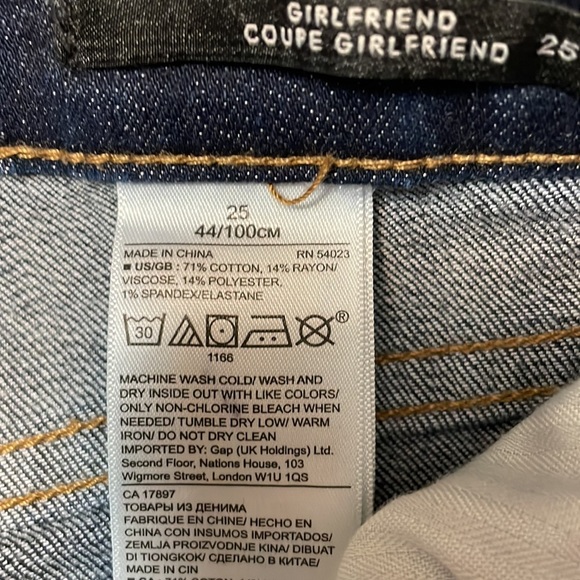 GIRLFRIEND
COUPE GIRLFRIEND 25
25
44/100CM
MADE IN CHINA RN 54023
■ US/GB : 71% COTTON, 14% RAYON/
VISCOSE, 14% POLYESTER,
1% SPANDEX/ELASTANE
30 ®
1166
MACHINE WASH COLD/ WASH AND
DRY INSIDE OUT WITH LIKE COLORS/
ONLY NON-CHLORINE BLEACH WHEN
NEEDED/ TUMBLE DRY LOW/ WARM
IRON/ DO NOT DRY CLEAN
IMPORTED BY: Gap (UK Holdings) Ltd.
Second Floor, Nations House, 103
Wigmore Street, London W1U 1QS
CA 17897
ТОВАРЫ ИЗ ДЕНИМА
FABRIQUE EN CHINE/ HECHO EN
CHINA CON INSUMOS IMPORTADOS/
ZEMLJA PROIZVODNJE KINA/ DIBUAT
DI TIONGKOK/ СДЕЛАНО В КИТАЕ/
MADE IN CIN
71%